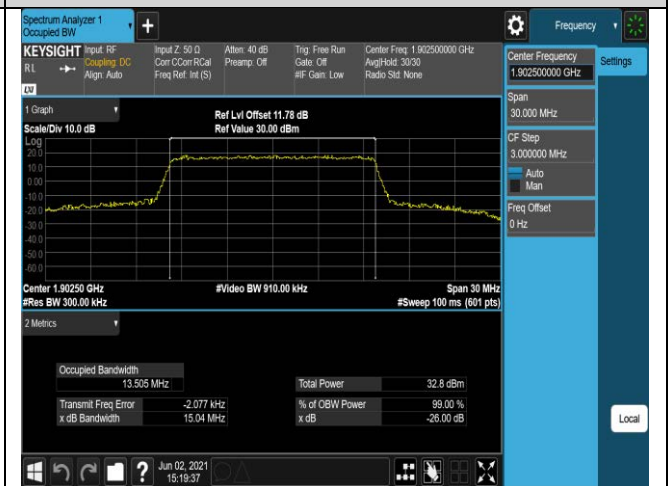 Spectrum Analyzer 1
Occupied BW
Frequency
KEYSIGHT
RL
Input: RF
Coupling: DC
Align: Auto
Input Z: 50 Ω
Corr CCorr RCal
Freq Ref: Int (S)
Atten: 40 dB
Preamp: Off
Trig: Free Run
Gate: Off
#IF Gain: Low
Center Freq: 1.902500000 GHz
Avg|Hold: 30/30
Radio Std: None
LXI
Center Frequency
1.902500000 GHz
Settings
Span
30.000 MHz
CF Step
3.000000 MHz
Auto
Man
Freq Offset
0 Hz
Local
1 Graph
Scale/Div 10.0 dB
Ref Lvl Offset 11.78 dB
Ref Value 30.00 dBm
Log
20.0
10.0
0.00
-10.0
-20.0
-30.0
-40.0
-50.0
-60.0
Center 1.90250 GHz
#Video BW 910.00 kHz
Span 30 MHz
#Res BW 300.00 kHz
#Sweep 100 ms (601 pts)
2 Metrics
Occupied Bandwidth
13.505 MHz
Total Power 32.8 dBm
Transmit Freq Error -2.077 kHz
% of OBW Power 99.00 %
x dB Bandwidth 15.04 MHz
x dB -26.00 dB
Jun 02, 2021
15:19:37